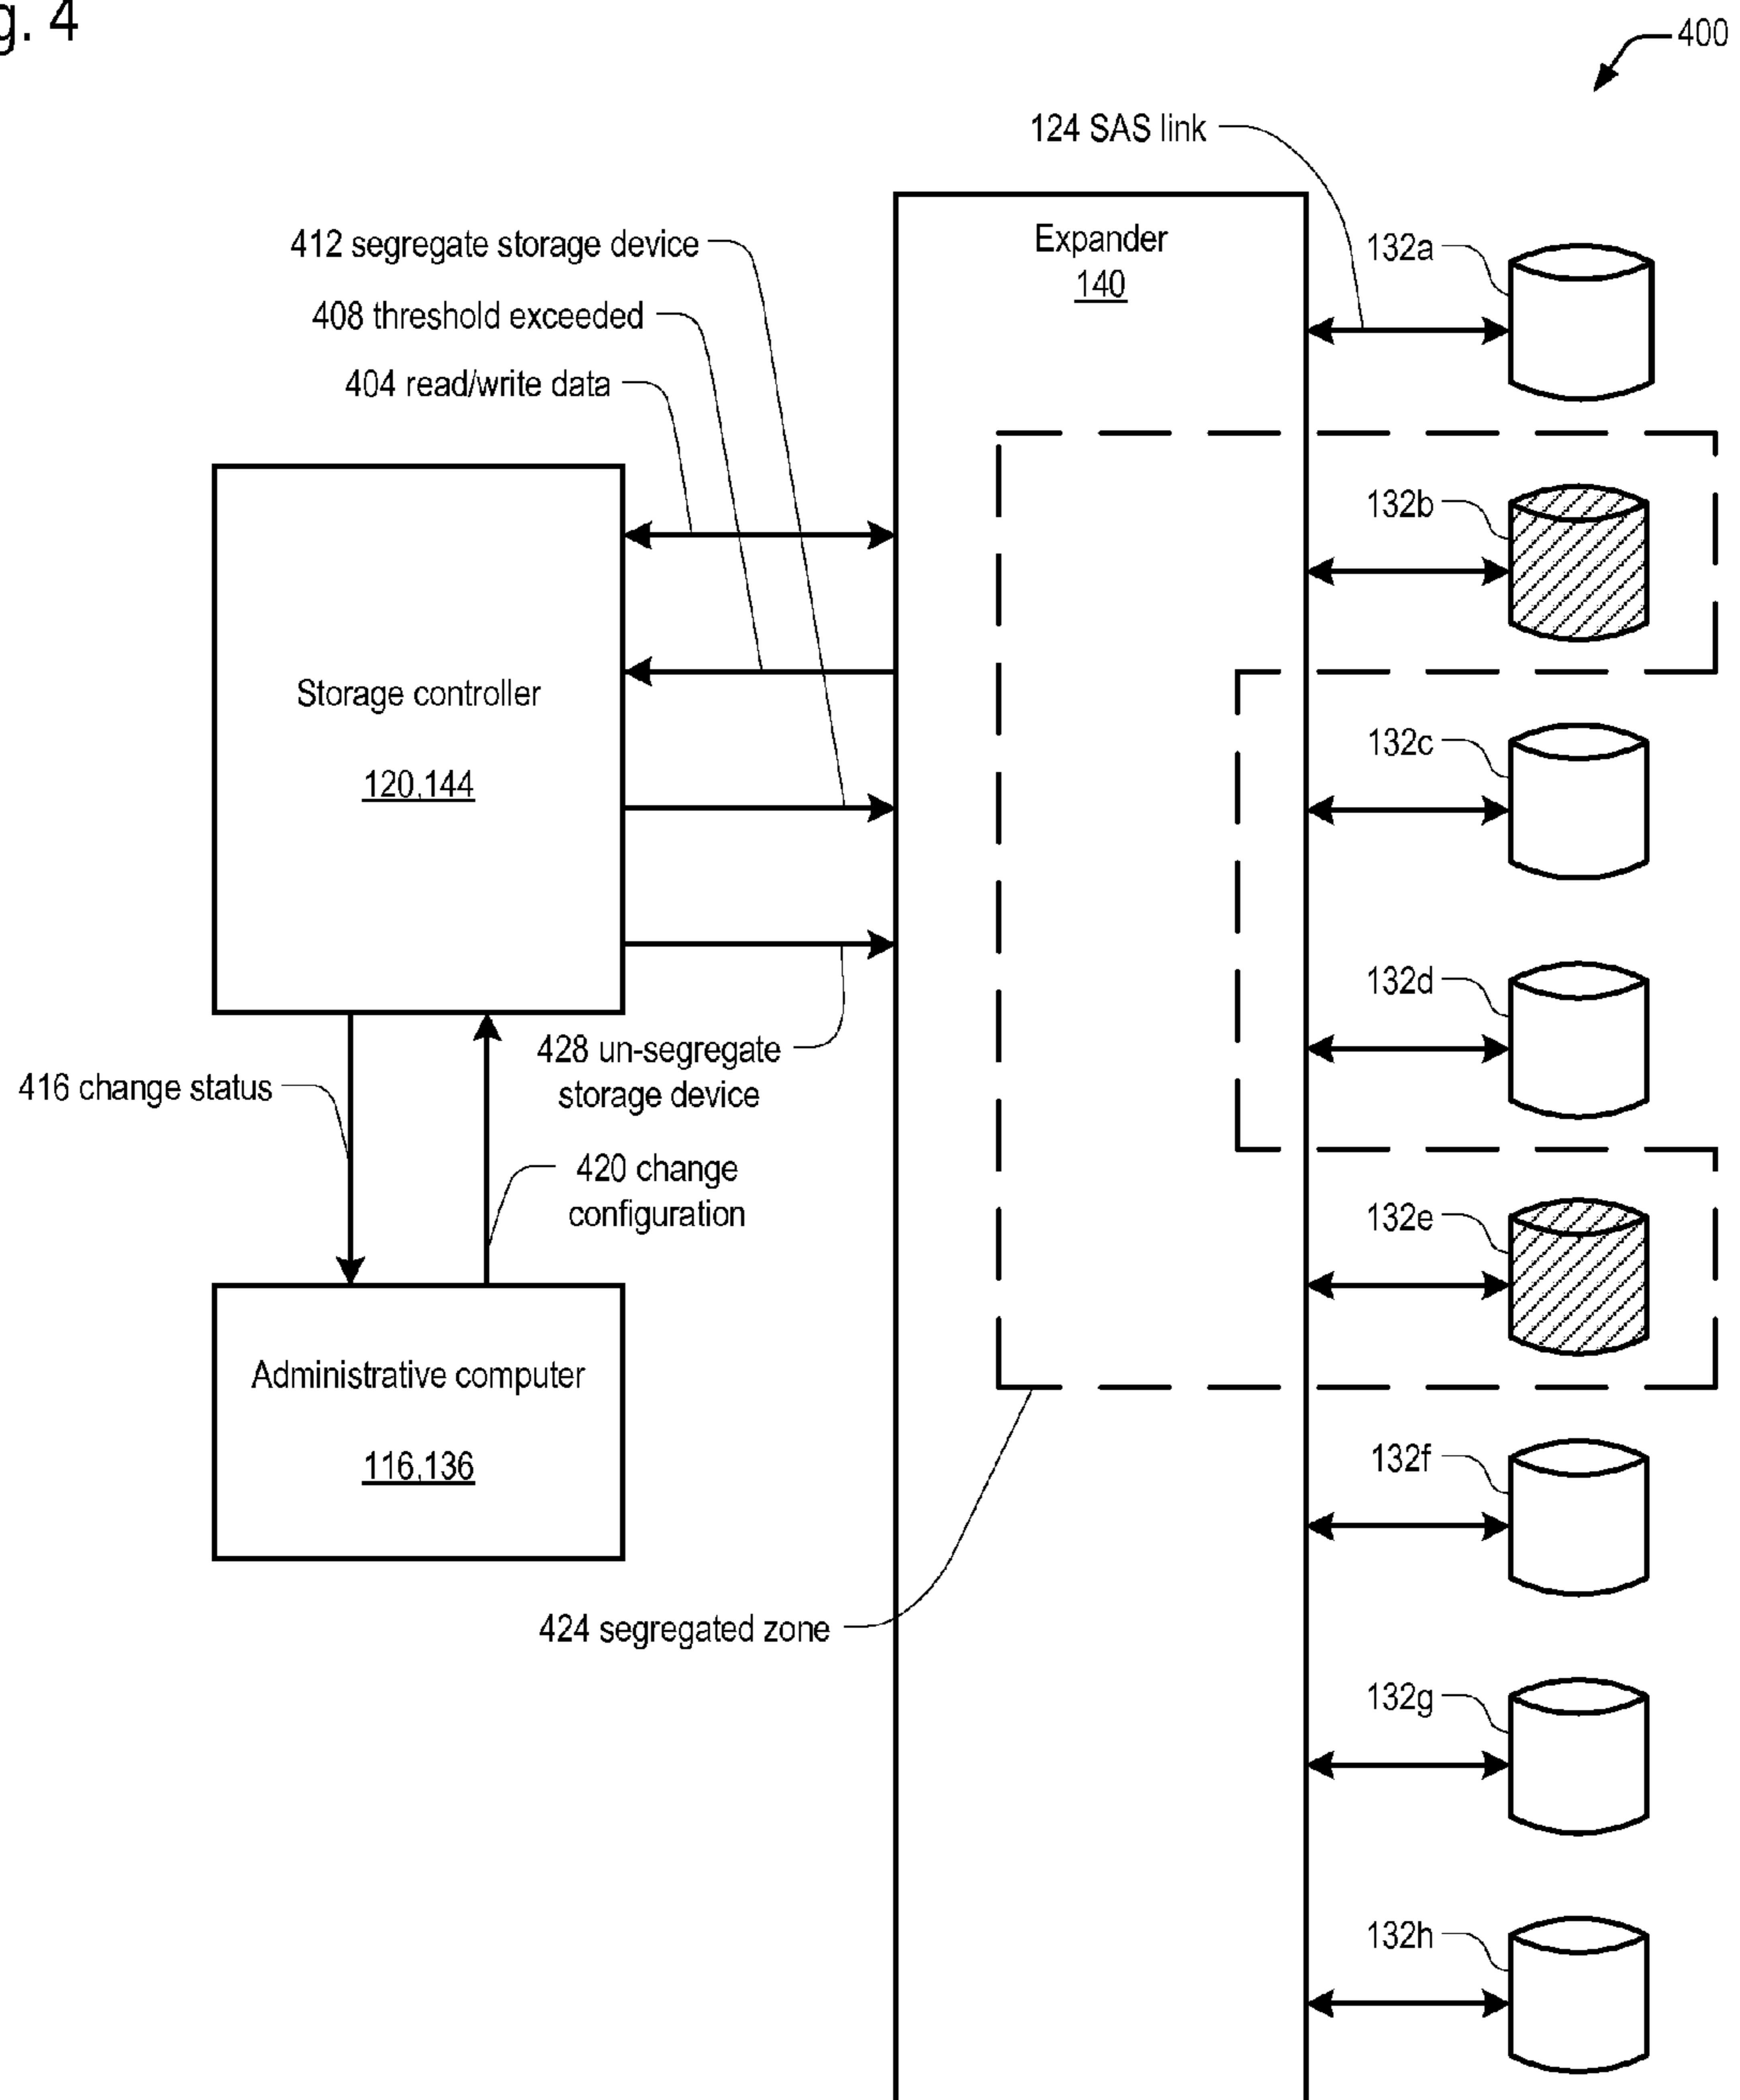 g. 4
400
124 SAS link
Expander
140
412 segregate storage device
408 threshold exceeded
404 read/write data
132a
132b
Storage controller
120,144
132c
132d
428 un-segregate
storage device
416 change status
420 change
configuration
132e
Administrative computer
116,136
132f
424 segregated zone
132g
132h